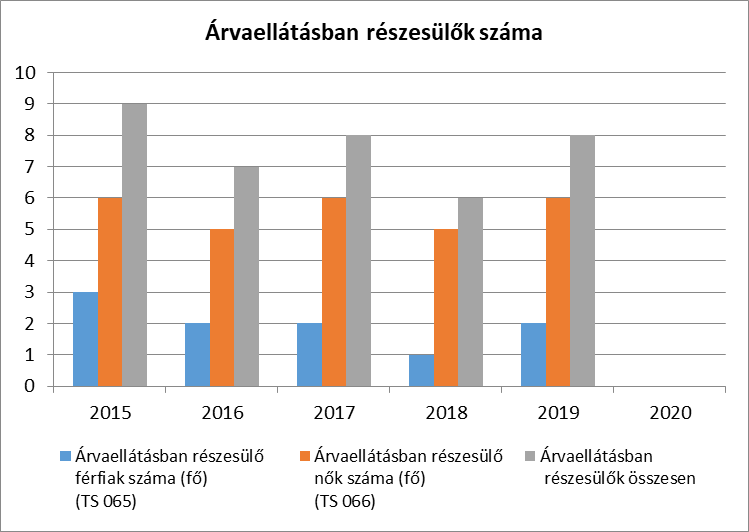 Árvaellátásban részesülők száma
10
9
8
7
6
5
4
3
2
1
0
2015 2016 2017 2018 2019 2020
Árvaellátásban részesülő férfiak száma (fő) (TS 065)
Árvaellátásban részesülő nők száma (fő) (TS 066)
Árvaellátásban részesülők összesen